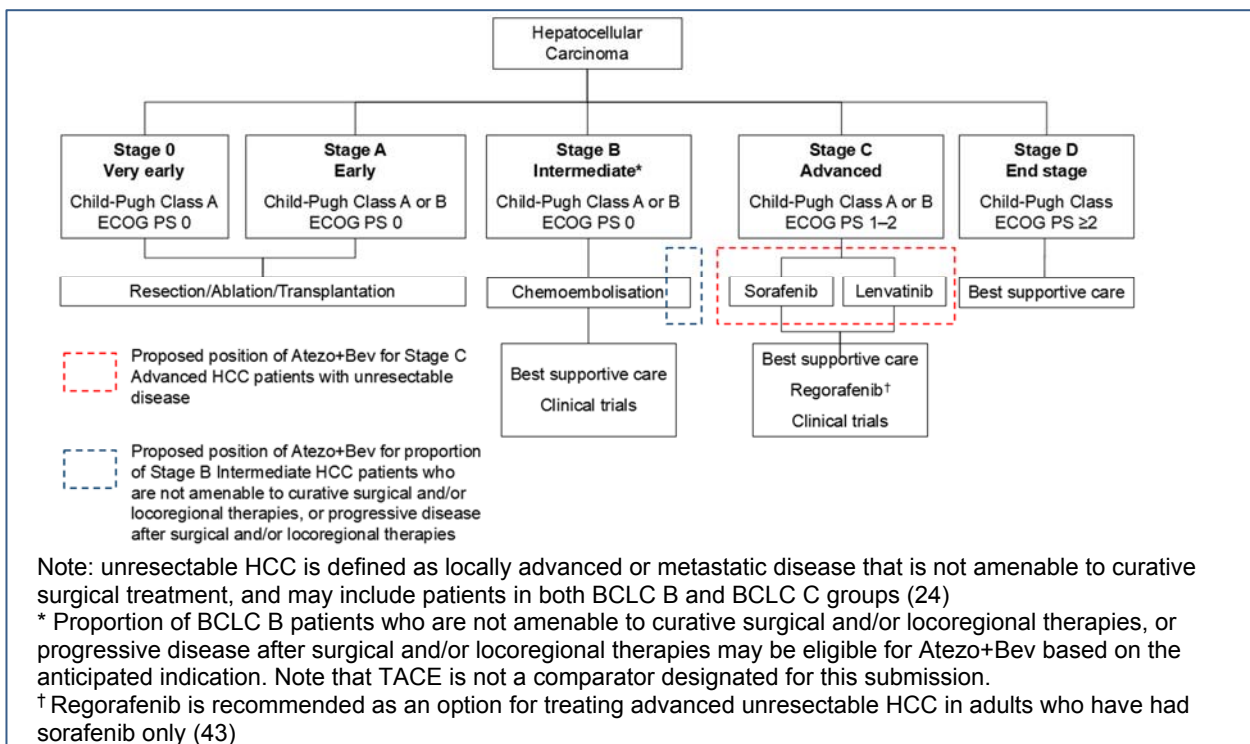 Hepatocellular
Carcinoma
Stage 0
Very early
Child-Pugh Class A
ECOG PS 0
Stage A
Early
Child-Pugh Class A or B
ECOG PS 0
Stage B
Intermediate*
Child-Pugh Class A or B
ECOG PS 0
Stage C
Advanced
Child-Pugh Class A or B
ECOG PS 1–2
Stage D
End stage
Child-Pugh Class
ECOG PS ≥2
Resection/Ablation/Transplantation
Chemoembolisation
Sorafenib
Lenvatinib
Best supportive care
Best supportive care
Clinical trials
Best supportive care
Regorafenib†
Clinical trials
Proposed position of Atezo+Bev for Stage C
Advanced HCC patients with unresectable
disease
Proposed position of Atezo+Bev for proportion
of Stage B Intermediate HCC patients who
are not amenable to curative surgical and/or
locoregional therapies, or progressive disease
after surgical and/or locoregional therapies
Note: unresectable HCC is defined as locally advanced or metastatic disease that is not amenable to curative
surgical treatment, and may include patients in both BCLC B and BCLC C groups (24)
* Proportion of BCLC B patients who are not amenable to curative surgical and/or locoregional therapies, or
progressive disease after surgical and/or locoregional therapies may be eligible for Atezo+Bev based on the
anticipated indication. Note that TACE is not a comparator designated for this submission.
† Regorafenib is recommended as an option for treating advanced unresectable HCC in adults who have had
sorafenib only (43)